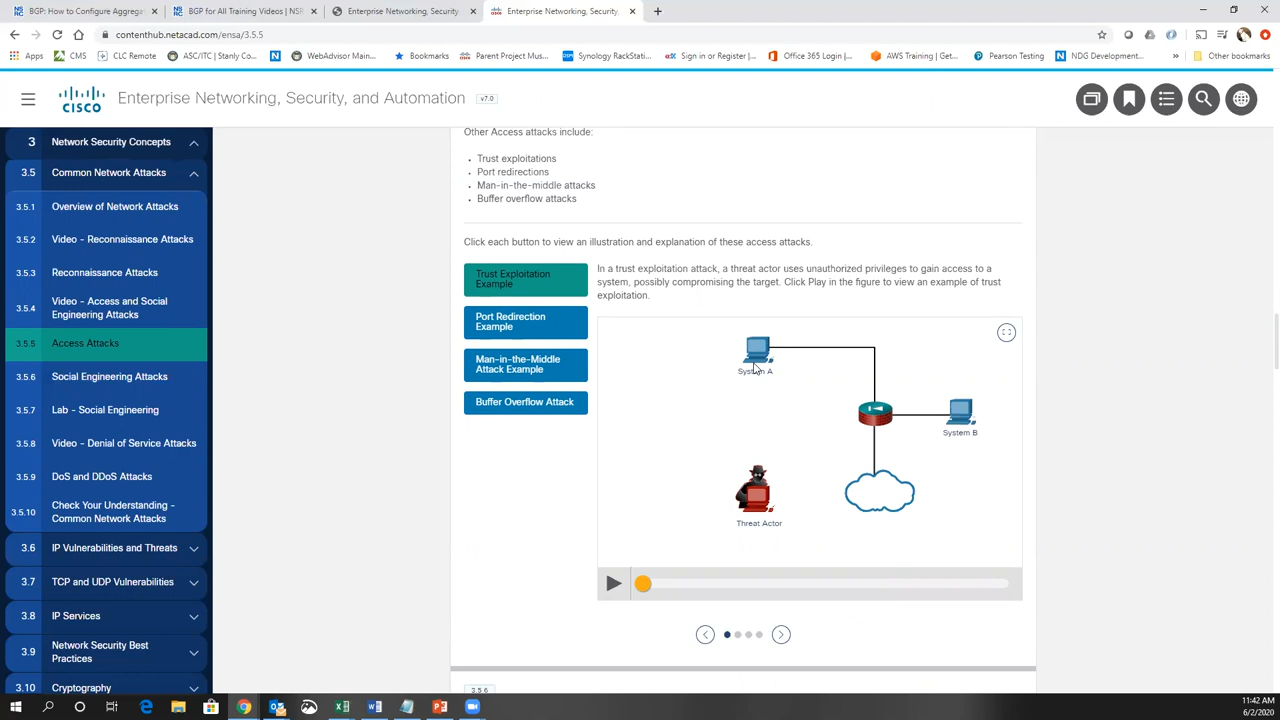 BGP: How to Configure Aggregat
BGP for All Training Videos | NSR
Enterprise Networking, Security,
Enterprise Networking, Security,
contenthub.netacad.com/ensa/3.5.5
Apps
CMS
CLC Remote
ASC/ITC | Stanly Co...
WebAdvisor Main...
Bookmarks
Parent Project Mus...
Synology RackStati...
Sign in or Register |...
Office 365 Login |...
AWS Training | Get...
Pearson Testing
NDG Development...
Other bookmarks
CISCO
Enterprise Networking, Security, and Automation v7.0
3 Network Security Concepts
3.5 Common Network Attacks
3.5.1 Overview of Network Attacks
3.5.2 Video - Reconnaissance Attacks
3.5.3 Reconnaissance Attacks
3.5.4 Video - Access and Social
Engineering Attacks
3.5.5 Access Attacks
3.5.6 Social Engineering Attacks
3.5.7 Lab - Social Engineering
3.5.8 Video - Denial of Service Attacks
3.5.9 DoS and DDoS Attacks
3.5.10 Check Your Understanding -
Common Network Attacks
3.6 IP Vulnerabilities and Threats
3.7 TCP and UDP Vulnerabilities
3.8 IP Services
3.9 Network Security Best
Practices
3.10 Cryptography
Other Access attacks include:
Trust exploitations
Port redirections
Man-in-the-middle attacks
Buffer overflow attacks
Click each button to view an illustration and explanation of these access attacks.
Trust Exploitation
Example
Port Redirection
Example
Man-in-the-Middle
Attack Example
Buffer Overflow Attack
In a trust exploitation attack, a threat actor uses unauthorized privileges to gain access to a
system, possibly compromising the target. Click Play in the figure to view an example of trust
exploitation.
System A
System B
Threat Actor
3.5.6
11:42 AM
6/2/2020